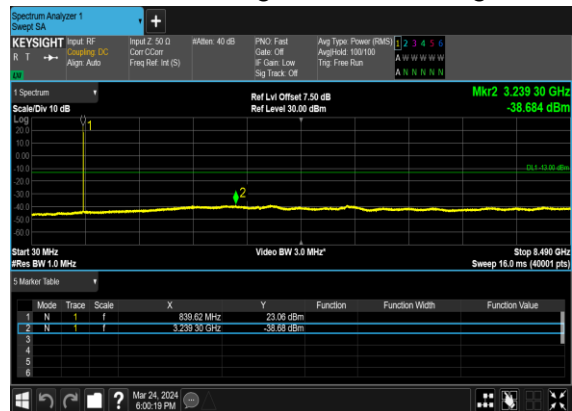 Spectrum Analyzer 1
Swept SA
KEYSIGHT Input: RF Input Z: 50 Ω #Atten: 40 dB PNO: Fast Avg Type: Power (RMS) 1 2 3 4 5 6
R T Coupling: DC Corr CCorr Gate: Off Avg|Hold: 100/100 A W W W W W
Align: Auto Freq Ref: Int (S) IF Gain: Low Trig: Free Run
Sig Track: Off A N N N N N
1 Spectrum Ref Lvl Offset 7.50 dB Mkr2 3.239 30 GHz
Scale/Div 10 dB Ref Level 30.00 dBm -38.684 dBm
Log
20.0 1
10.0
0.00
-10.0 DL1 -13.00 dBm
-20.0
-30.0
-40.0 2
-50.0
-60.0
Start 30 MHz Video BW 3.0 MHz* Stop 8.490 GHz
#Res BW 1.0 MHz Sweep 16.0 ms (40001 pts)
5 Marker Table
Mode Trace Scale X Y Function Function Width Function Value
1 N 1 f 839.62 MHz 23.06 dBm
2 N 1 f 3.239 30 GHz -38.68 dBm
3
4
5
6
? Mar 24, 2024
6:00:19 PM